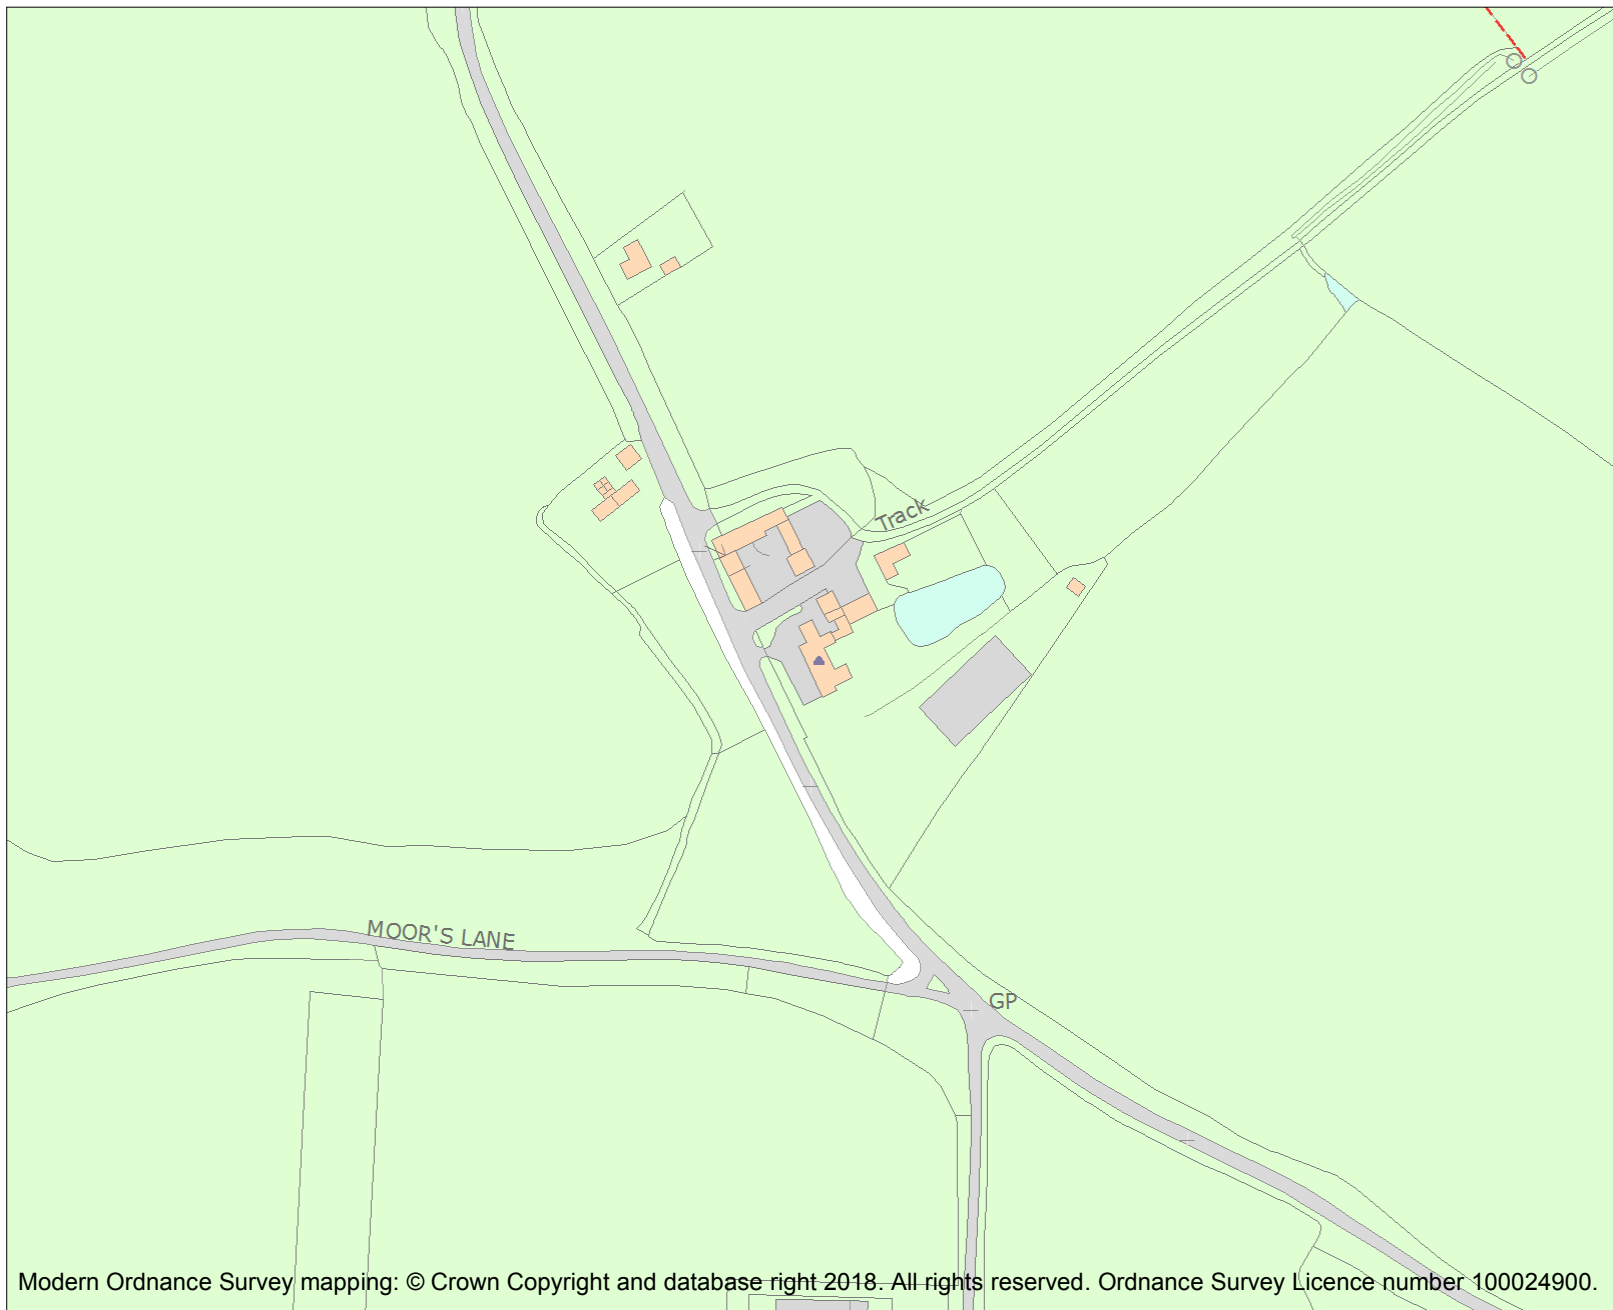 Track
MOOR'S LANE
GP
Modern Ordnance Survey mapping: © Crown Copyright and database right 2018. All rights reserved. Ordnance Survey Licence number 100024900.